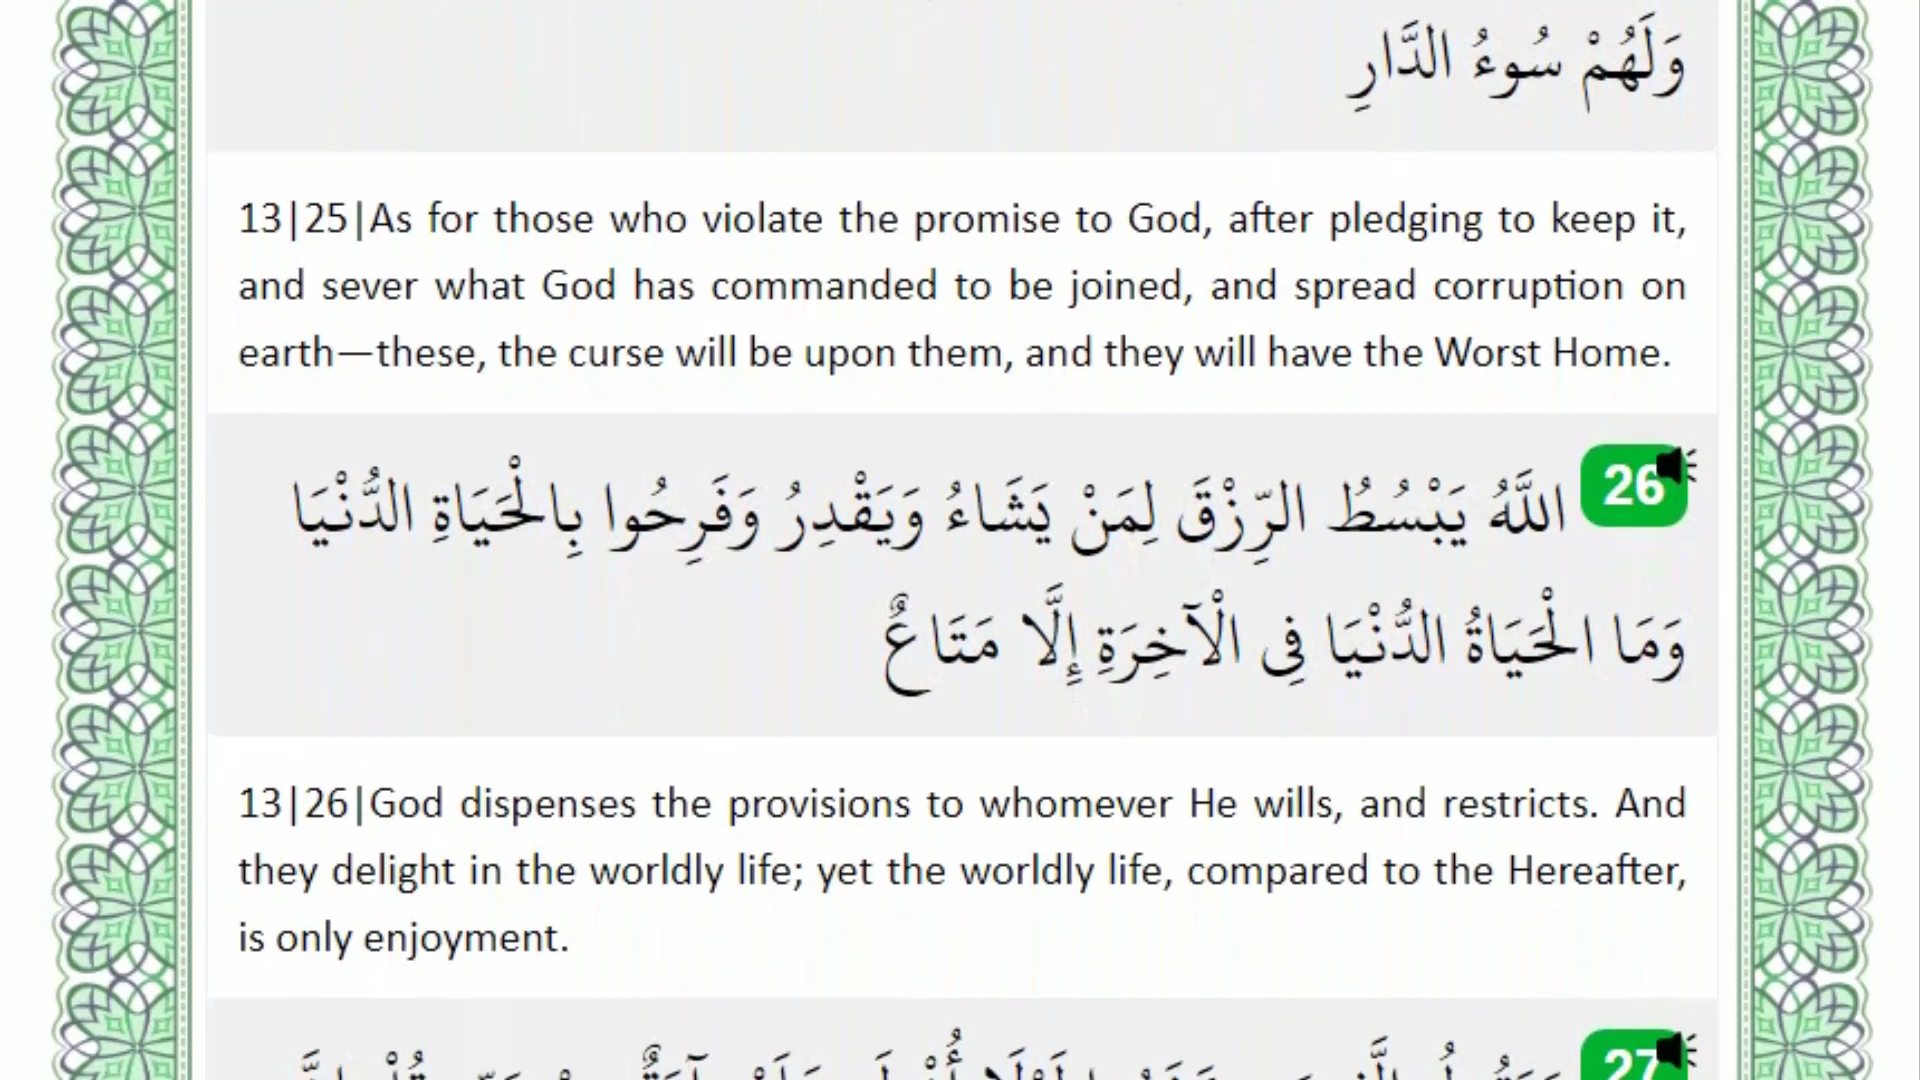 وَلَهُمْ سُوءُ الدَّارِ
13|25|As for those who violate the promise to God, after pledging to keep it,
and sever what God has commanded to be joined, and spread corruption on
earth—these, the curse will be upon them, and they will have the Worst Home.
26 اللَّهُ يَبْسُطُ الرِّزْقَ لِمَنْ يَشَاءُ وَيَقْدِرُ وَفَرِحُوا بِالْحَيَاةِ الدُّنْيَا
وَمَا الْحَيَاةُ الدُّنْيَا فِي الْآخِرَةِ إِلَّا مَتَاعٌ
13|26|God dispenses the provisions to whomever He wills, and restricts. And
they delight in the worldly life; yet the worldly life, compared to the Hereafter,
is only enjoyment.
27